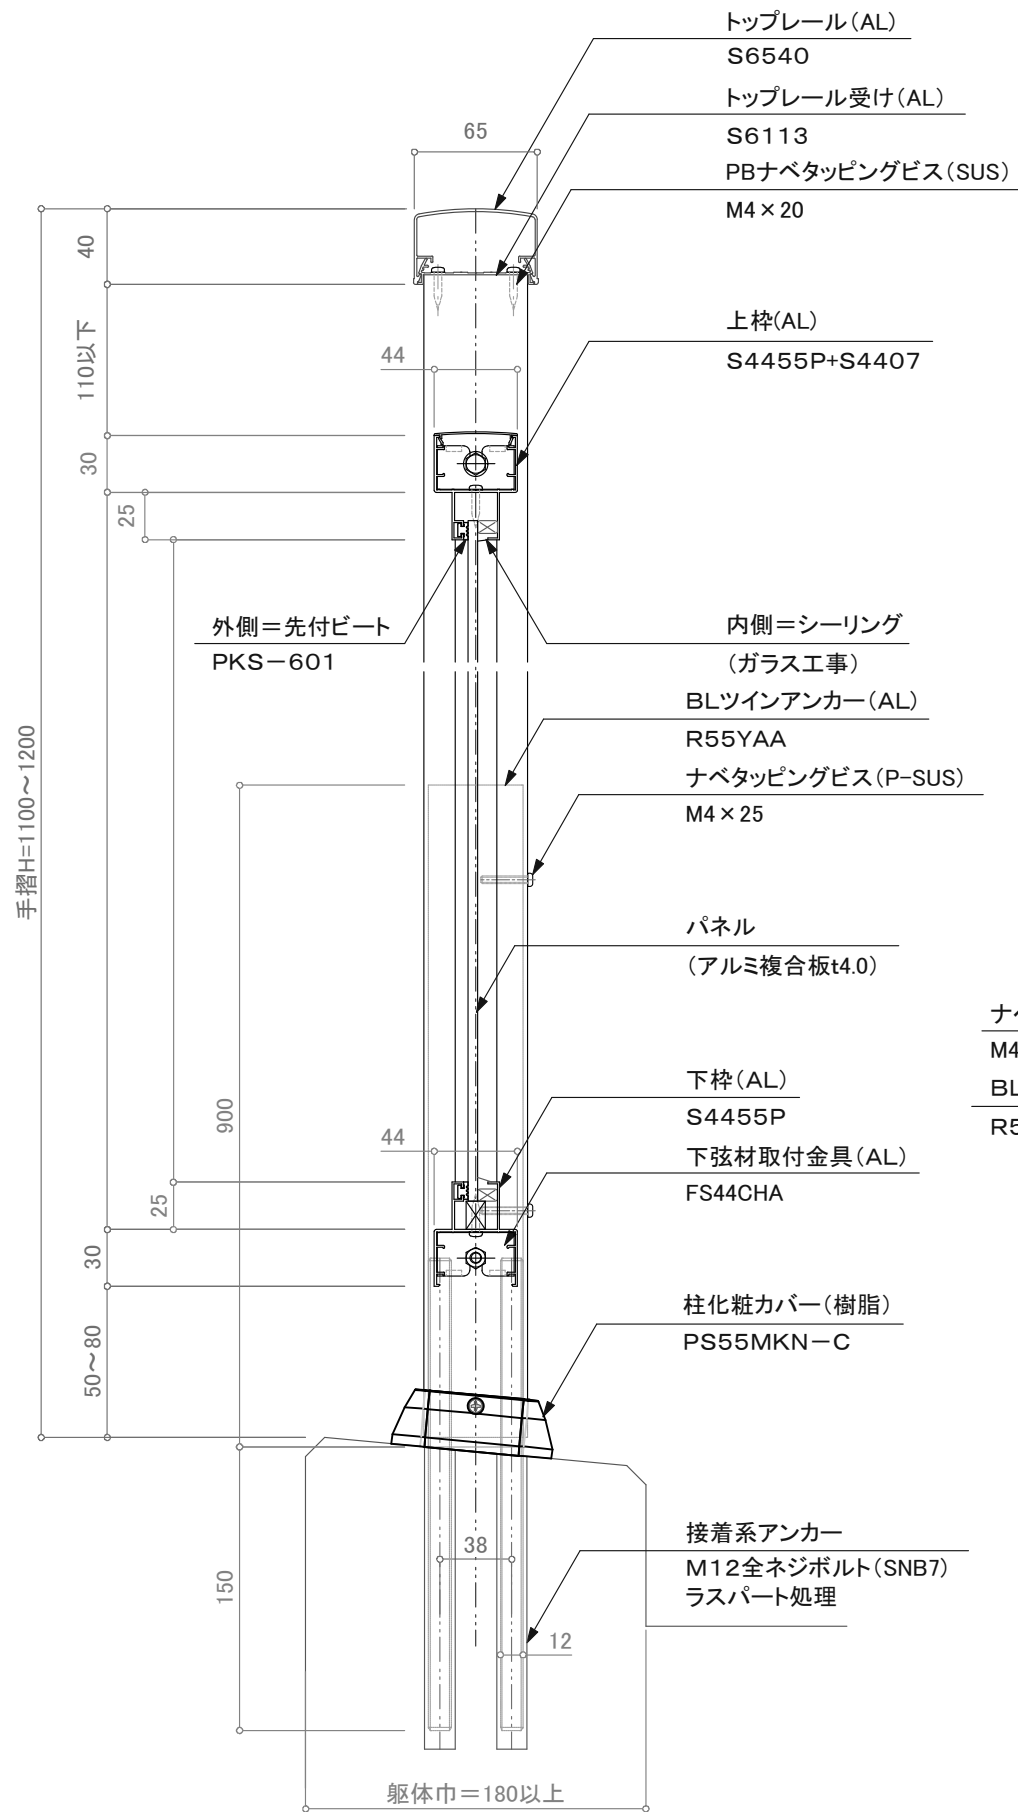 トップレール(AL)
S6540
トップレール受け(AL)
S6113
PBナベタッピングビス(SUS)
M4×20
65
40
110以下
44
上枠(AL)
S4455P+S4407
30
25
外側＝先付ビート
PKS－601
内側＝シーリング
(ガラス工事)
BLツインアンカー(AL)
R55YAA
ナベタッピングビス(P-SUS)
M4×25
手摺H=1100～1200
パネル
(アルミ複合板t4.0)
900
44
下枠(AL)
S4455P
下弦材取付金具(AL)
FS44CHA
25
30
50～80
柱化粧カバー(樹脂)
PS55MKN－C
接着系アンカー
M12全ネジボルト(SNB7)
ラスパート処理
38
12
150
躯体巾＝180以上
ナベ
M4
BL
R5